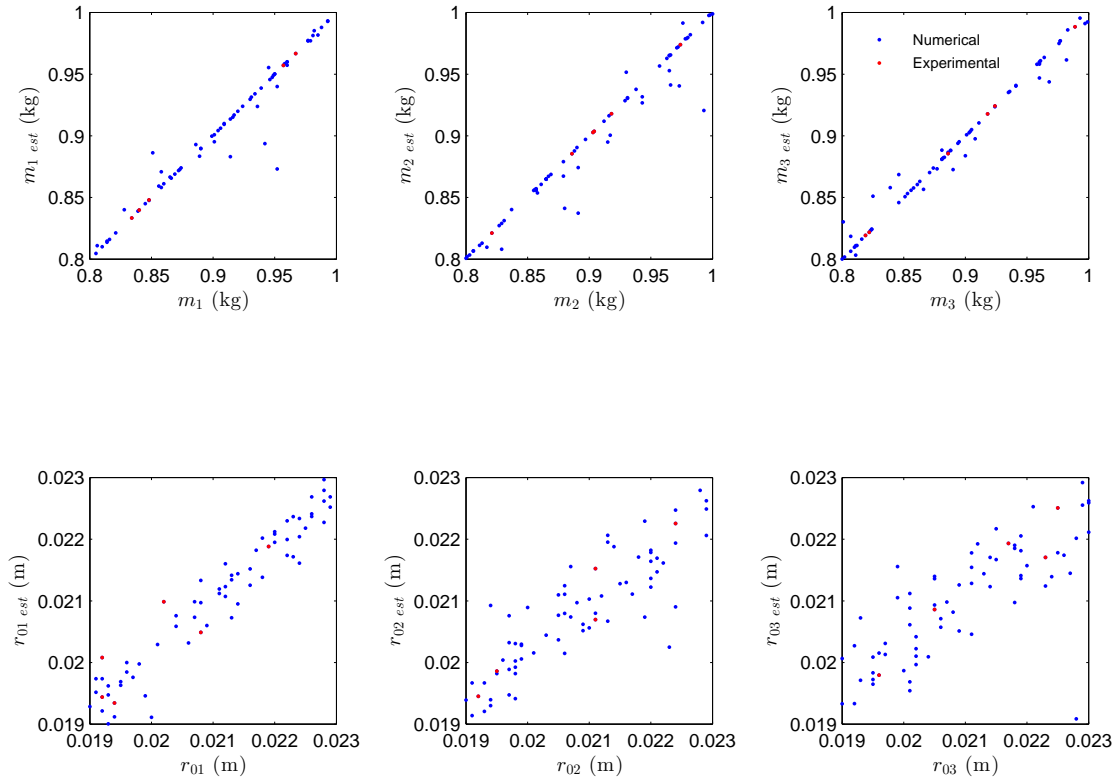 1
0.95
0.9
0.85
0.8
m1 est (kg)
0.8 0.85 0.9 0.95 1
m1 (kg)
1
0.95
0.9
0.85
0.8
m2 est (kg)
0.8 0.85 0.9 0.95 1
m2 (kg)
1
0.95
0.9
0.85
0.8
m3 est (kg)
Numerical
Experimental
0.8 0.85 0.9 0.95 1
m3 (kg)
0.023
0.022
0.021
0.02
0.019
r01 est (m)
0.019 0.02 0.021 0.022 0.023
r01 (m)
0.023
0.022
0.021
0.02
0.019
r02 est (m)
0.019 0.02 0.021 0.022 0.023
r02 (m)
0.023
0.022
0.021
0.02
0.019
r03 est (m)
0.019 0.02 0.021 0.022 0.023
r03 (m)